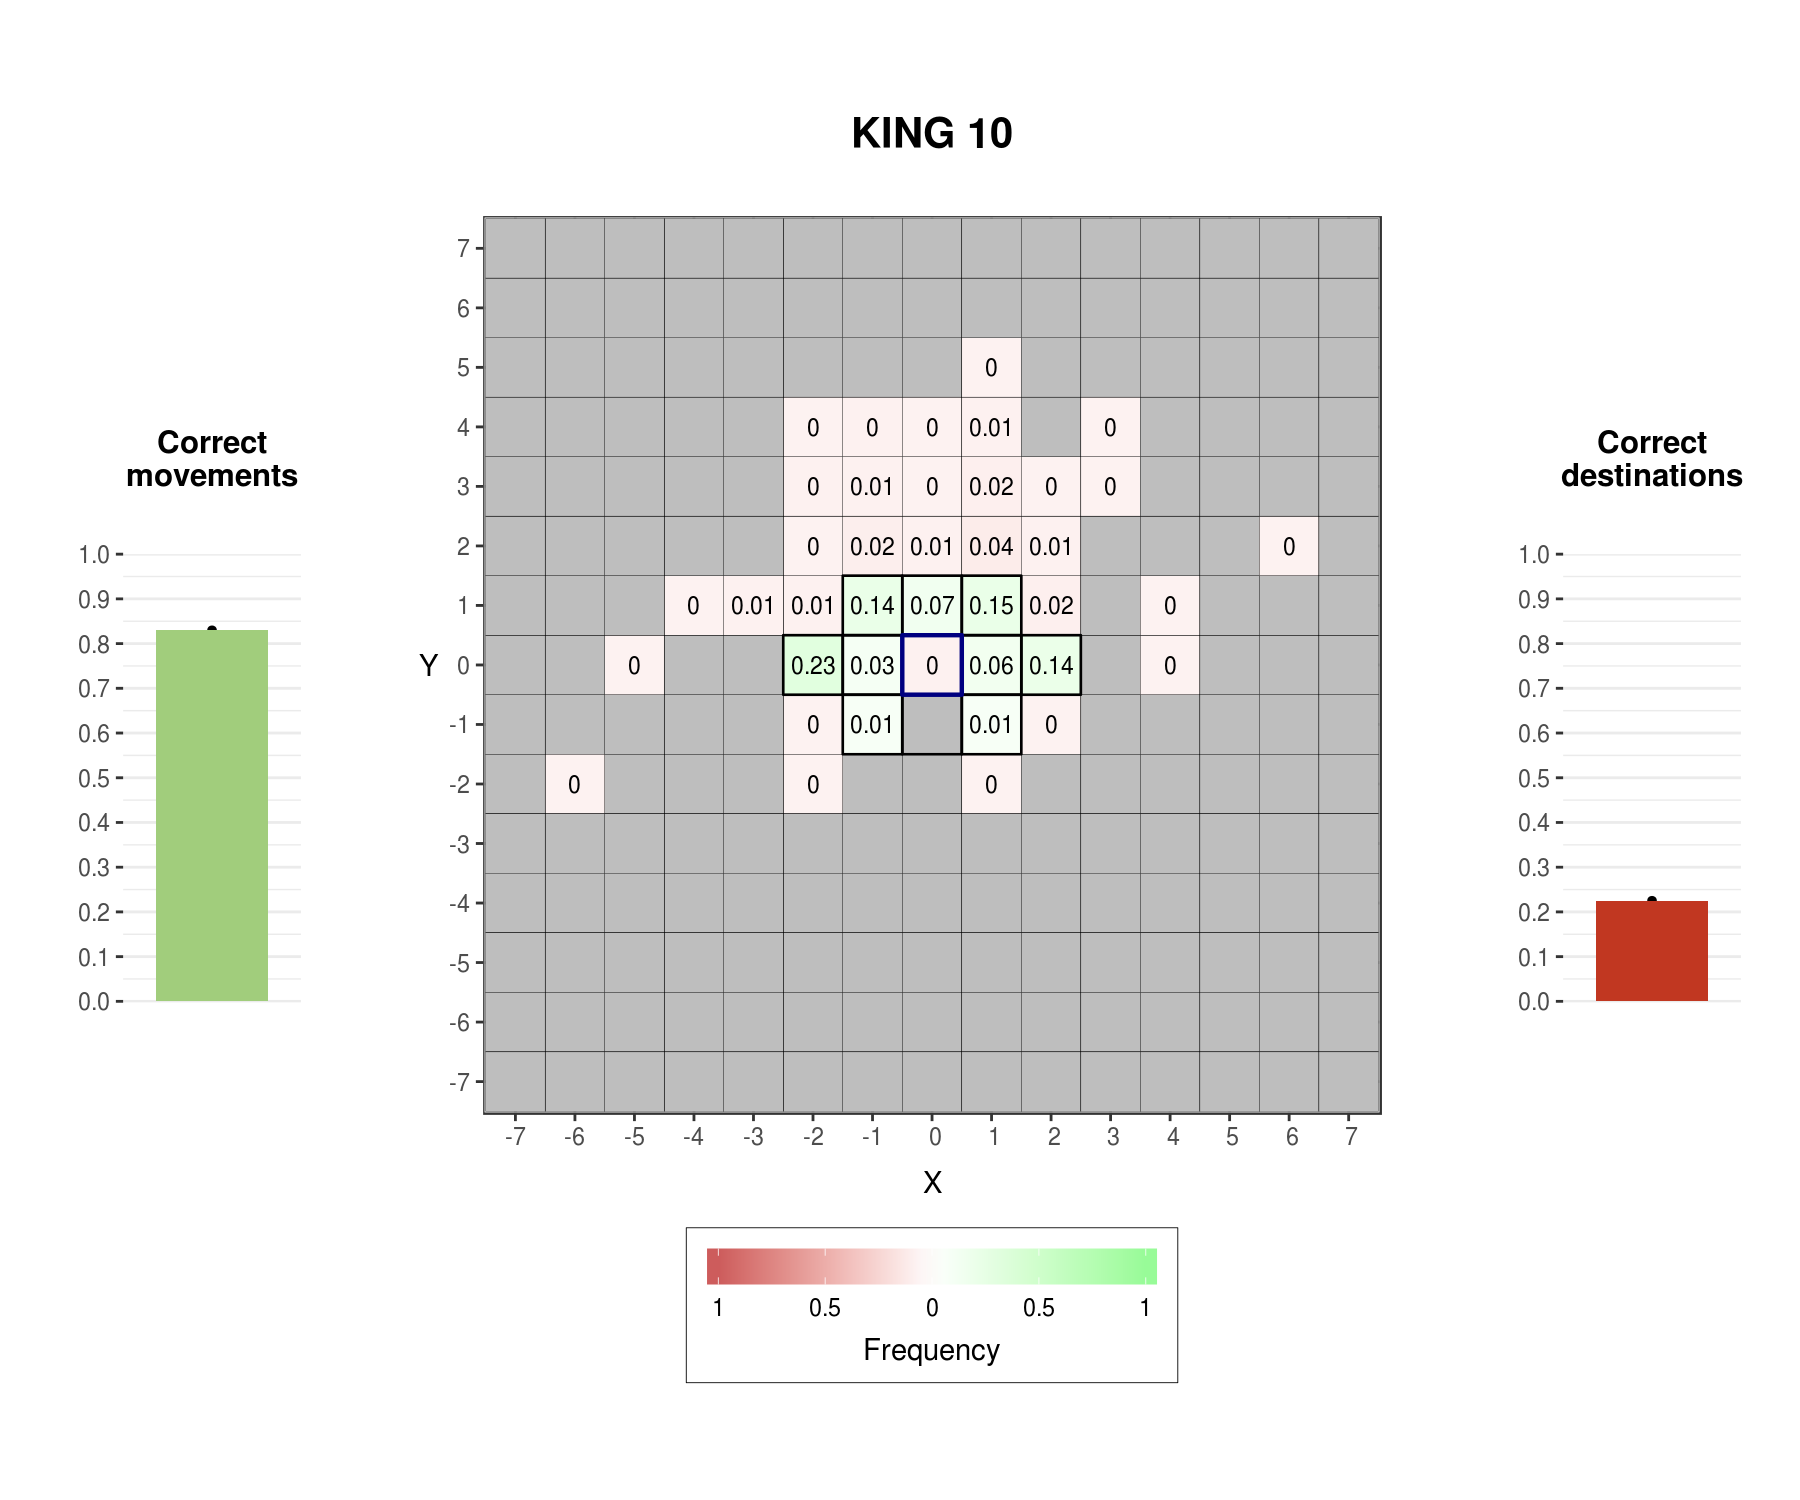 KING 10
Correct
movements
1.0
0.9
0.8
0.7
0.6
0.5
0.4
0.3
0.2
0.1
0.0
Y
7
6
5 0
4 0 0 0 0.01 0
3 0 0.01 0 0.02 0 0
2 0 0.02 0.01 0.04 0.01 0
1 0 0.01 0.01 0.14 0.07 0.15 0.02 0
0 0 0.23 0.03 0 0.06 0.14 0
-1 0 0.01 0.01 0
-2 0 0 0
-3
-4
-5
-6
-7
-7 -6 -5 -4 -3 -2 -1 0 1 2 3 4 5 6 7
X
1 0.5 0 0.5 1
Frequency
Correct
destinations
1.0
0.9
0.8
0.7
0.6
0.5
0.4
0.3
0.2
0.1
0.0